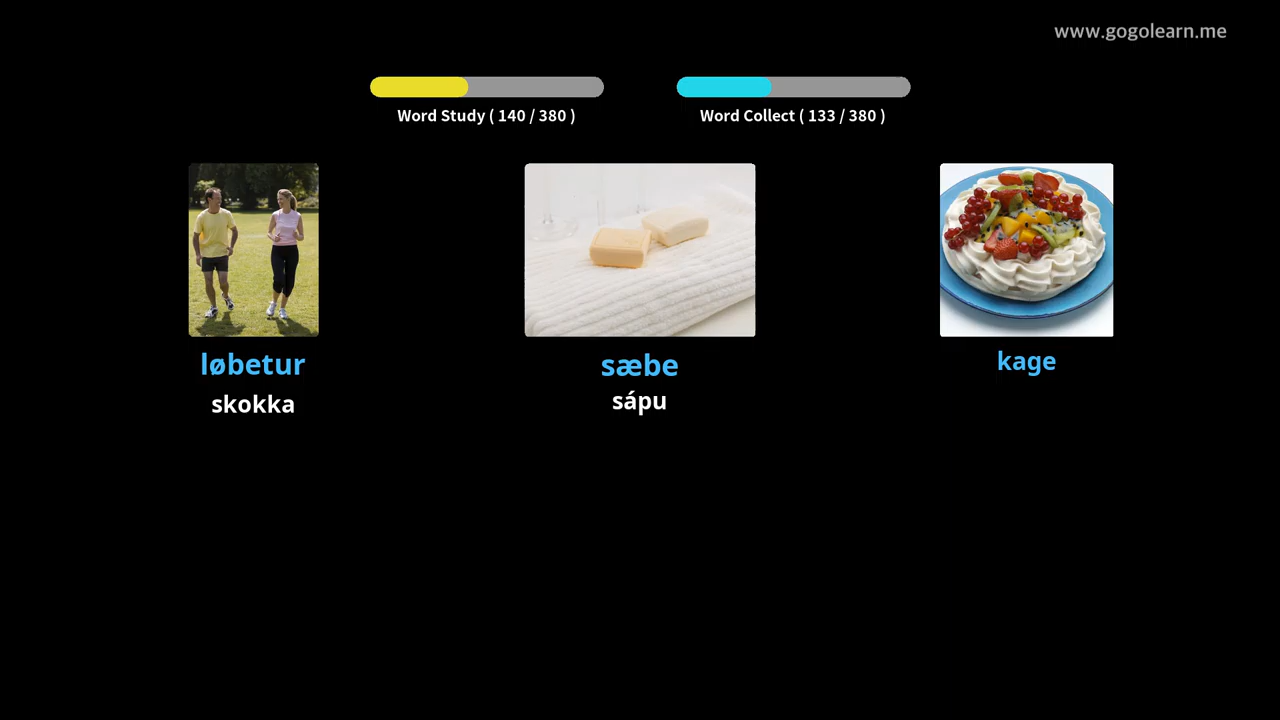 www.gogolearn.me
Word Study ( 140 / 380 )
Word Collect ( 133 / 380 )
løbetur
sæbe
kage
skokka
sápu